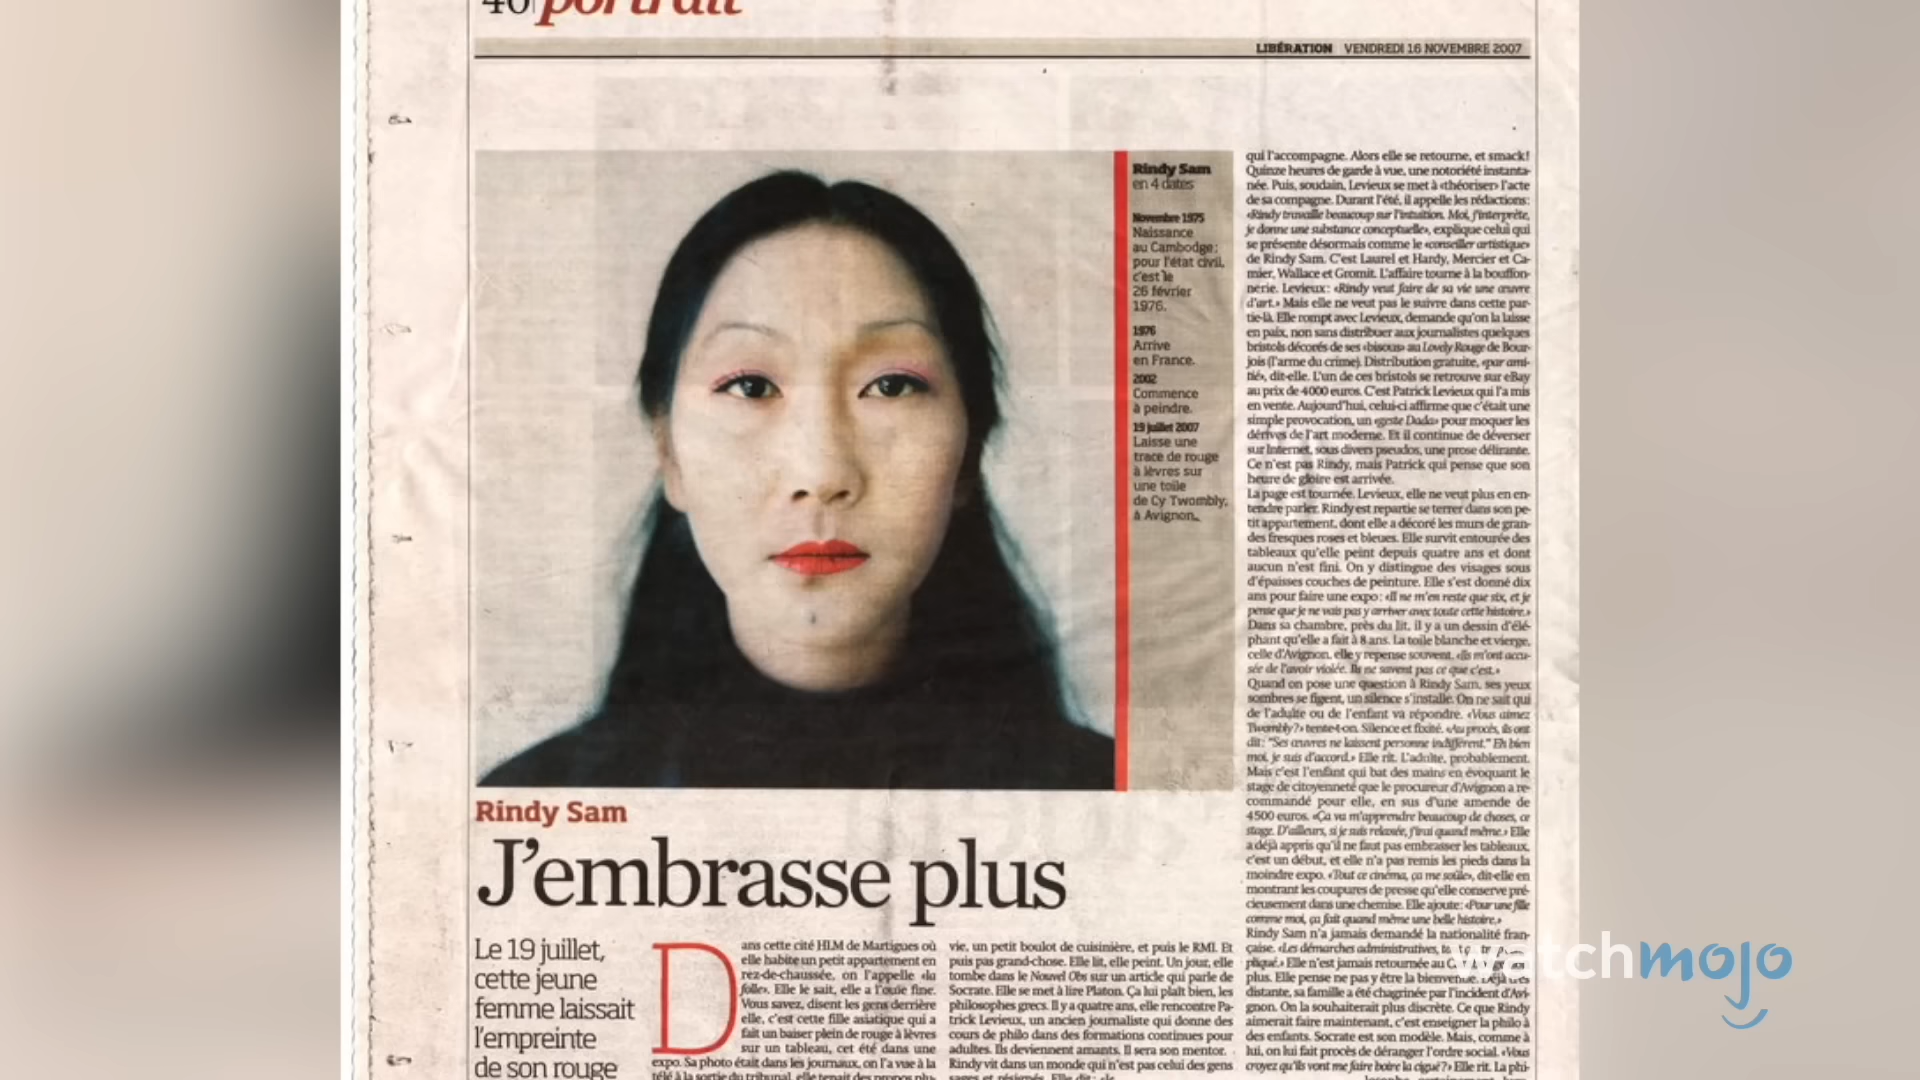 46 portrait
LIBÉRATION VENDREDI 16 NOVEMBRE 2007
Rindy Sam
en 4 dates
Novembre 1975
Naissance
au Cambodge;
pour l'état civil,
c'est le
26 février
1976.
1976
Arrive
en France.
2002
Commence
à peindre.
19 juillet 2007
Laisse une
trace de rouge
à lèvres sur
une toile
de Cy Twombly,
à Avignon.
Rindy Sam
J'embrasse plus
Le 19 juillet,
cette jeune
femme laissait
l'empreinte
de son rouge
Dans cette cité HLM de Martigues où
elle habite un petit appartement en
rez-de-chaussée, on l'appelle «la
folle». Elle le sait, elle a l'ouïe fine.
Vous savez, disent les gens derrière
elle, c'est cette fille asiatique qui a
fait un baiser plein de rouge à lèvres
sur un tableau, cet été dans une
expo. Sa photo était dans les journaux, on l'a vue à la
télé à la sortie du tribunal, elle tenait des propos plu-
vie, un petit boulot de cuisinière, et puis le RMI. Et
puis pas grand-chose. Elle lit, elle peint. Un jour, elle
tombe dans le Nouvel Obs sur un article qui parle de
Socrate. Elle se met à lire Platon. Ça lui plaît bien, les
philosophes grecs. Il y a quatre ans, elle rencontre Pa-
trick Levieux, un ancien journaliste qui donne des
cours de philo dans des formations continues pour
adultes. Ils deviennent amants. Il sera son mentor.
Rindy vit dans un monde qui n'est pas celui des gens
sages et résignés. Elle dit: «Je
qui l'accompagne. Alors elle se retourne, et smack!
Quinze heures de garde à vue, une notoriété instanta-
née. Puis, soudain, Levieux se met à «théoriser» l'acte
de sa compagne. Durant l'été, il appelle les rédactions:
«Rindy travaille beaucoup sur l'intuition. Moi, j'interprète,
je donne une substance conceptuelle», explique celui qui
se présente désormais comme le «conseiller artistique»
de Rindy Sam. C'est Laurel et Hardy, Mercier et Ca-
mier, Wallace et Gromit. L'affaire tourne à la bouffon-
nerie. Levieux: «Rindy veut faire de sa vie une œuvre
d'art.» Mais elle ne veut pas le suivre dans cette par-
tie-là. Elle rompt avec Levieux, demande qu'on la laisse
en paix, non sans distribuer aux journalistes quelques
bristols décorés de ses «bisous» au Lovely Rouge de Bour-
jois (l'arme du crime). Distribution gratuite, «par ami-
tié», dit-elle. L'un de ces bristols se retrouve sur eBay
au prix de 4000 euros. C'est Patrick Levieux qui l'a mis
en vente. Aujourd'hui, celui-ci affirme que c'était une
simple provocation, un «geste Dada» pour moquer les
dérives de l'art moderne. Et il continue de déverser
sur Internet, sous divers pseudos, une prose délirante.
Ce n'est pas Rindy, mais Patrick qui pense que son
heure de gloire est arrivée.
La page est tournée. Levieux, elle ne veut plus en en-
tendre parler. Rindy est repartie se terrer dans son pe-
tit appartement, dont elle a décoré les murs de gran-
des fresques roses et bleues. Elle survit entourée des
tableaux qu'elle peint depuis quatre ans et dont
aucun n'est fini. On y distingue des visages sous
d'épaisses couches de peinture. Elle s'est donné dix
ans pour faire une expo: «Il ne m'en reste que six, et je
pense que je ne vais pas y arriver avec toute cette histoire.»
Dans sa chambre, près du lit, il y a un dessin d'élé-
phant qu'elle a fait à 8 ans. La toile blanche et vierge,
celle d'Avignon, elle y repense souvent. «Ils m'ont accu-
sée de l'avoir violée. Ils ne savent pas ce que c'est.»
Quand on pose une question à Rindy Sam, ses yeux
sombres se figent, un silence s'installe. On ne sait qui
de l'adulte ou de l'enfant va répondre. «Vous aimez
Twombly?» tente-t-on. Silence et fixité. «Au procès, ils ont
dit: "Ses œuvres ne laissent personne indifférent." Eh bien
moi, je suis d'accord.» Elle rit. L'adulte, probablement.
Mais c'est l'enfant qui bat des mains en évoquant le
stage de citoyenneté que le procureur d'Avignon a re-
commandé pour elle, en sus d'une amende de
4500 euros. «Ça va m'apprendre beaucoup de choses, ce
stage. D'ailleurs, si je suis relaxée, j'irai quand même.» Elle
a déjà appris qu'il ne faut pas embrasser les tableaux,
c'est un début, et elle n'a pas remis les pieds dans la
moindre expo. «Tout ce cinéma, ça me soûle», dit-elle en
montrant les coupures de presse qu'elle conserve pré-
cieusement dans une chemise. Elle ajoute: «Pour une fille
comme moi, ça fait quand même une belle histoire.»
Rindy Sam n'a jamais demandé la nationalité fran-
çaise. «Les démarches administratives,
pliqué.» Elle n'est jamais retournée au
plus. Elle pense ne pas y être la bienvenue. Déjà très
distante, sa famille a été chagrinée par l'incident d'Avi-
gnon. On la souhaiterait plus discrète. Ce que Rindy
aimerait faire maintenant, c'est enseigner la philo à
des enfants. Socrate est son modèle. Mais, comme à
lui, on lui fait procès de déranger l'ordre social. «Vous
croyez qu'ils vont me faire boire la ciguë?» Elle rit. La phi-
watchmojo